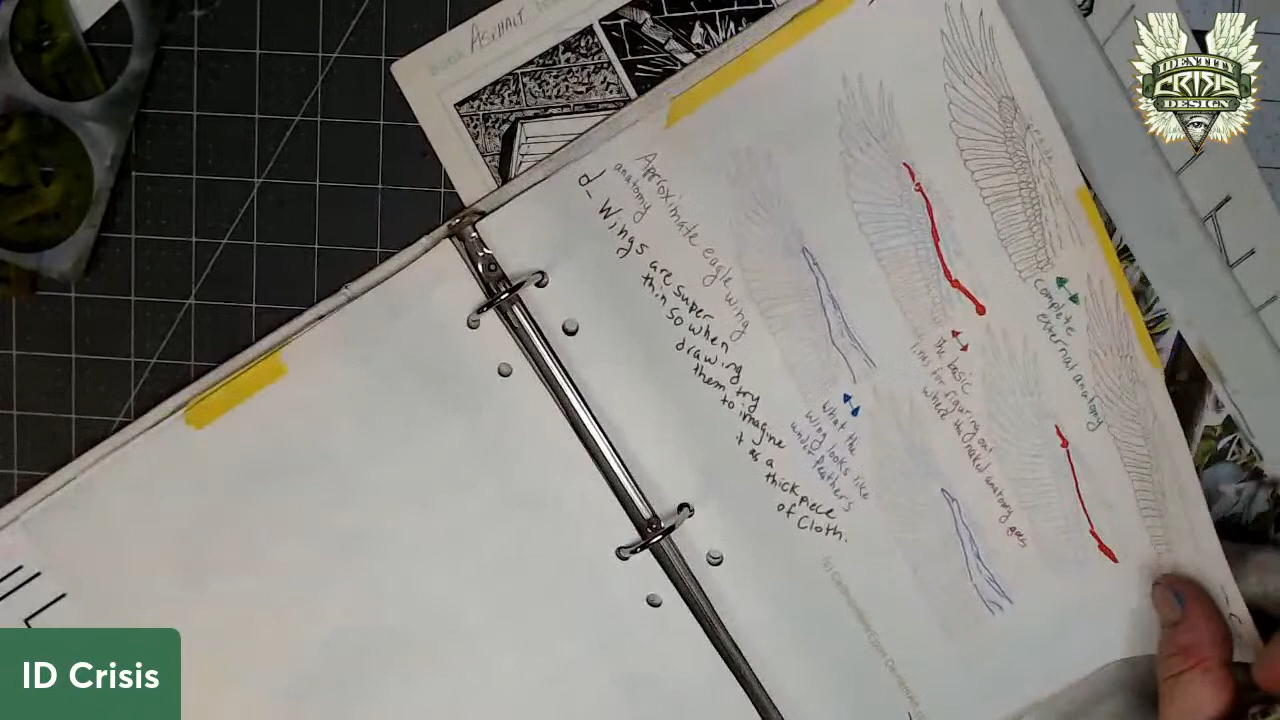 IDENTITY
CRISIS
DESIGN
ASPHALT
Approximate eagle wing
anatomy
- Wings are super
thin so when
drawing try
them to imagine
it as a
thick piece
of Cloth.
what the
wing looks like
under feathers
The basic
lines for figuring out
where the naked anatomy goes
Complete
external anatomy
ID Crisis